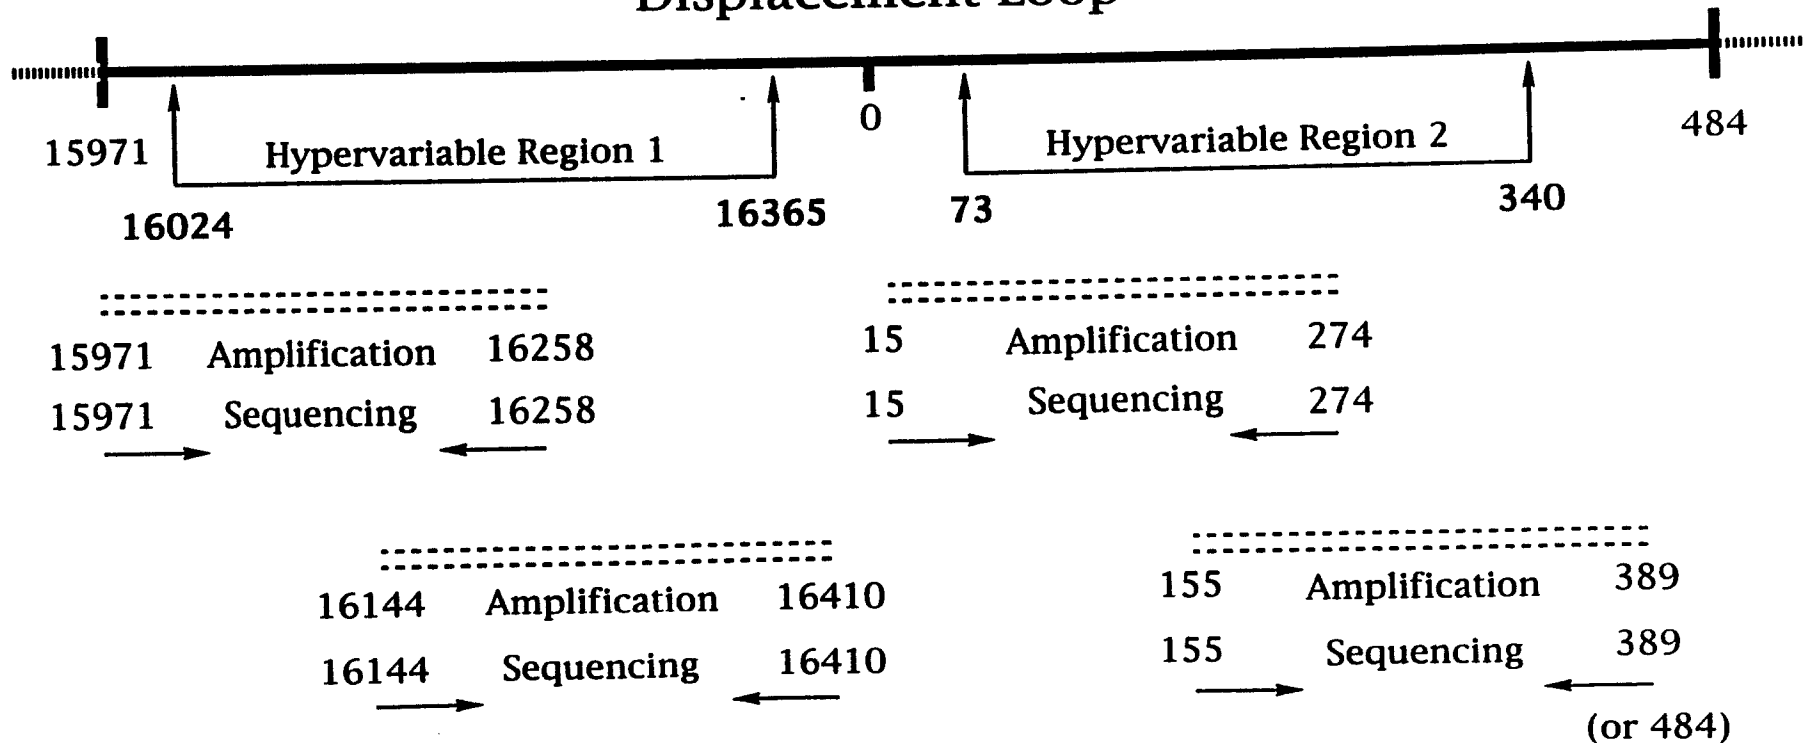 Displacement Loop
0
15971 Hypervariable Region 1 Hypervariable Region 2 484
16024 16365 73 340
15971 Amplification 16258 15 Amplification 274
15971 Sequencing 16258 15 Sequencing 274
16144 Amplification 16410 155 Amplification 389
16144 Sequencing 16410 155 Sequencing 389
(or 484)